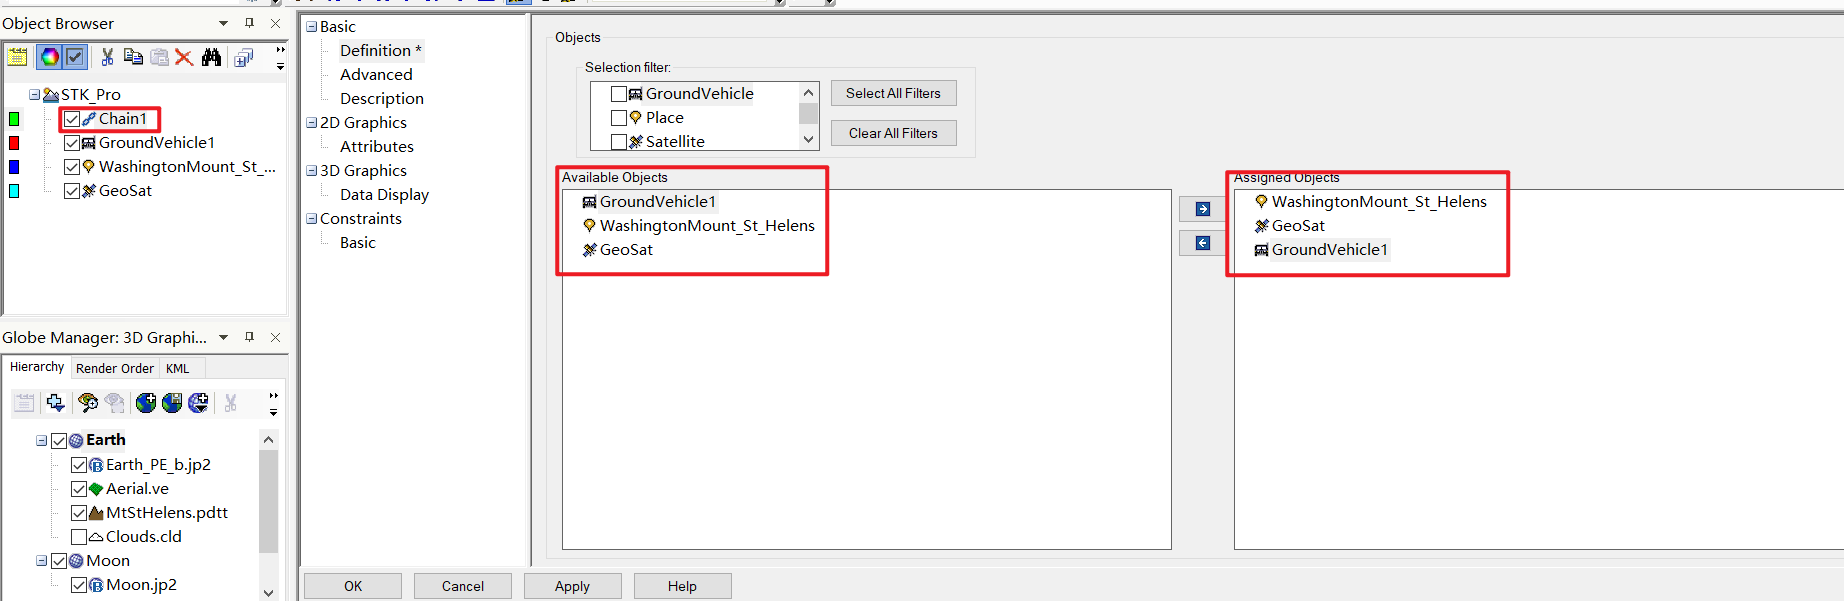 Object Browser
STK_Pro
Chain1
GroundVehicle1
WashingtonMount_St_...
GeoSat
Globe Manager: 3D Graphi...
Hierarchy
Render Order
KML
Earth
Earth_PE_b.jp2
Aerial.ve
MtStHelens.pdtt
Clouds.cld
Moon
Moon.jp2
Basic
Definition *
Advanced
Description
2D Graphics
Attributes
3D Graphics
Data Display
Constraints
Basic
Objects
Selection filter:
GroundVehicle
Place
Satellite
Select All Filters
Clear All Filters
Available Objects
GroundVehicle1
WashingtonMount_St_Helens
GeoSat
Assigned Objects
WashingtonMount_St_Helens
GeoSat
GroundVehicle1
OK
Cancel
Apply
Help